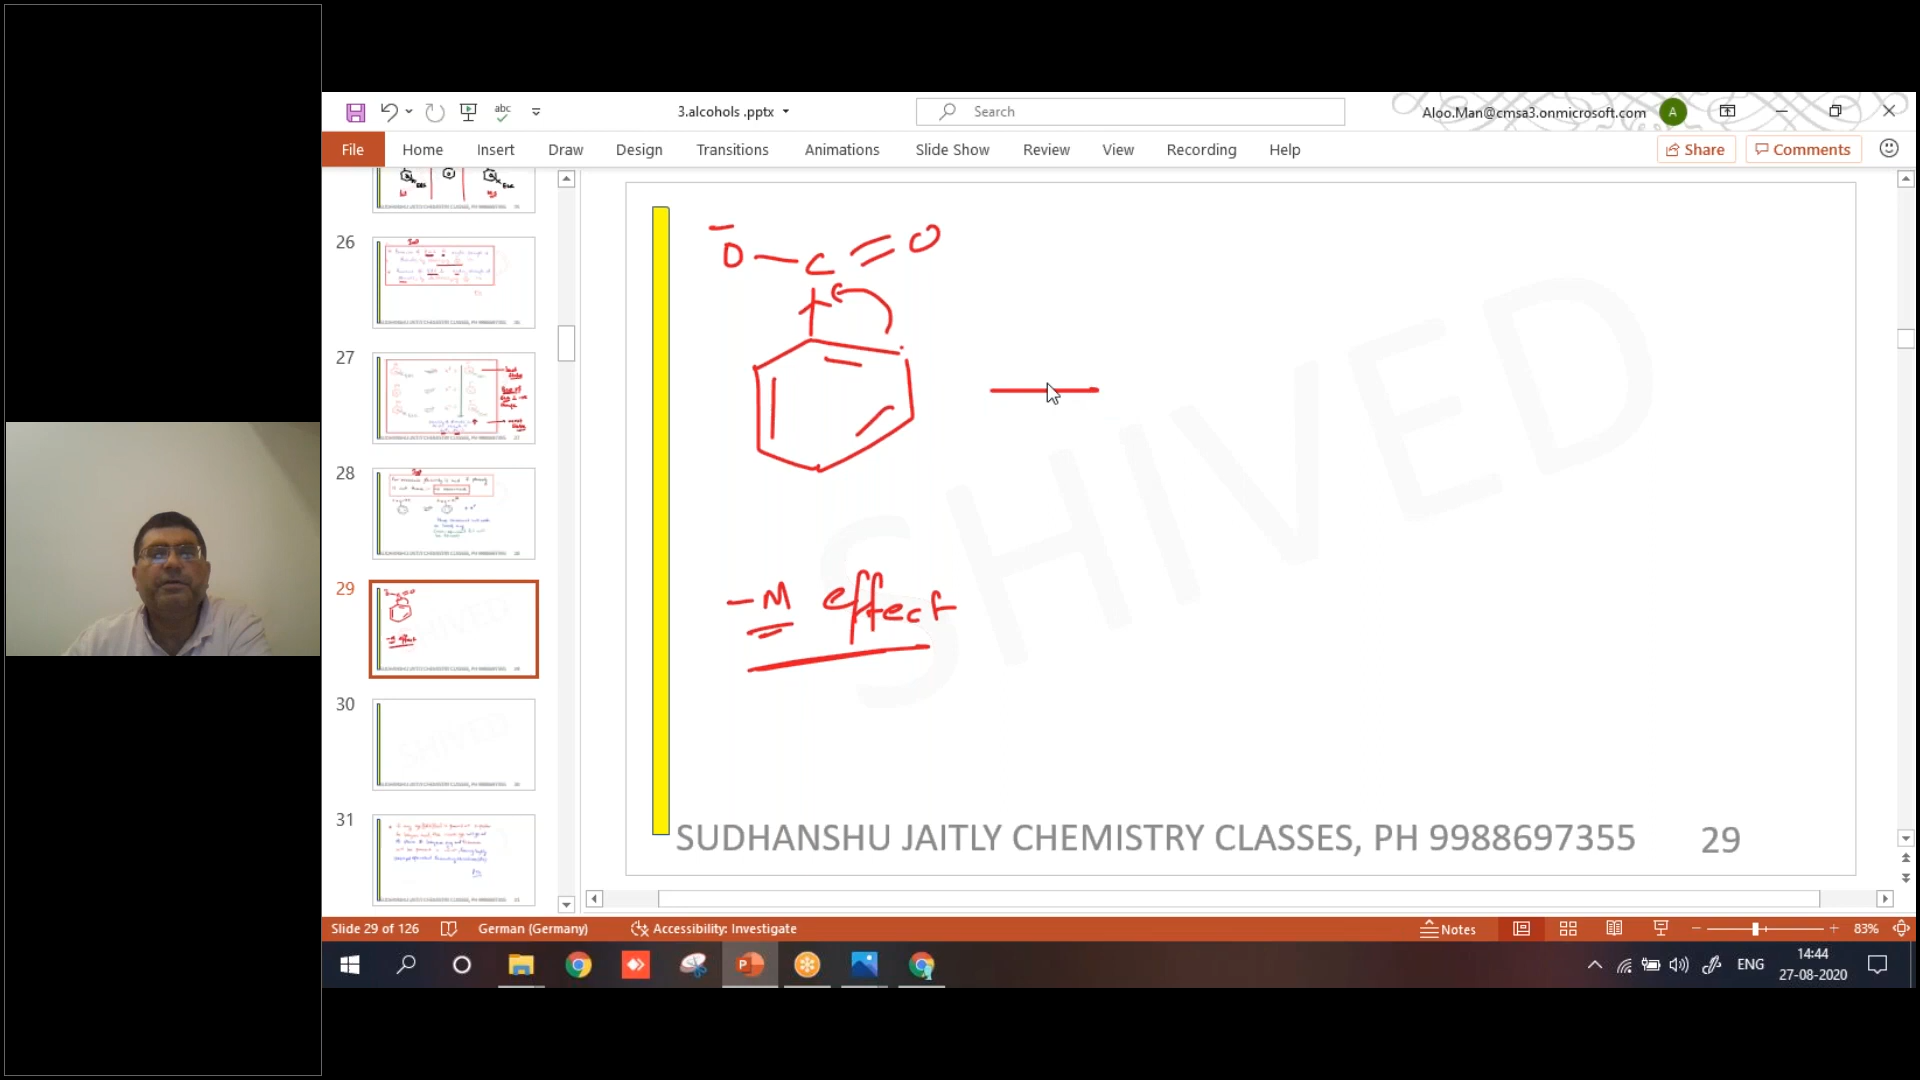 3.alcohols .pptx
Search
Aloo.Man@cmsa3.onmicrosoft.com
A
File
Home
Insert
Draw
Design
Transitions
Animations
Slide Show
Review
View
Recording
Help
Share
Comments
abc
26
27
28
29
30
31
O
C
O
-M effect
SHIVED
SUDHANSHU JAITLY CHEMISTRY CLASSES, PH 9988697355
29
Slide 29 of 126
German (Germany)
Accessibility: Investigate
Notes
83%
ENG
14:44
27-08-2020